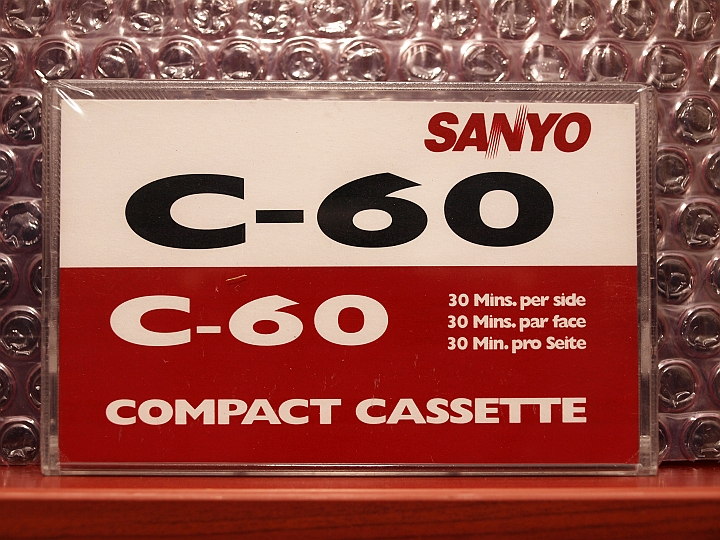 SANYO
C-60
C-60
30 Mins. per side
30 Mins. par face
30 Min. pro Seite
COMPACT CASSETTE